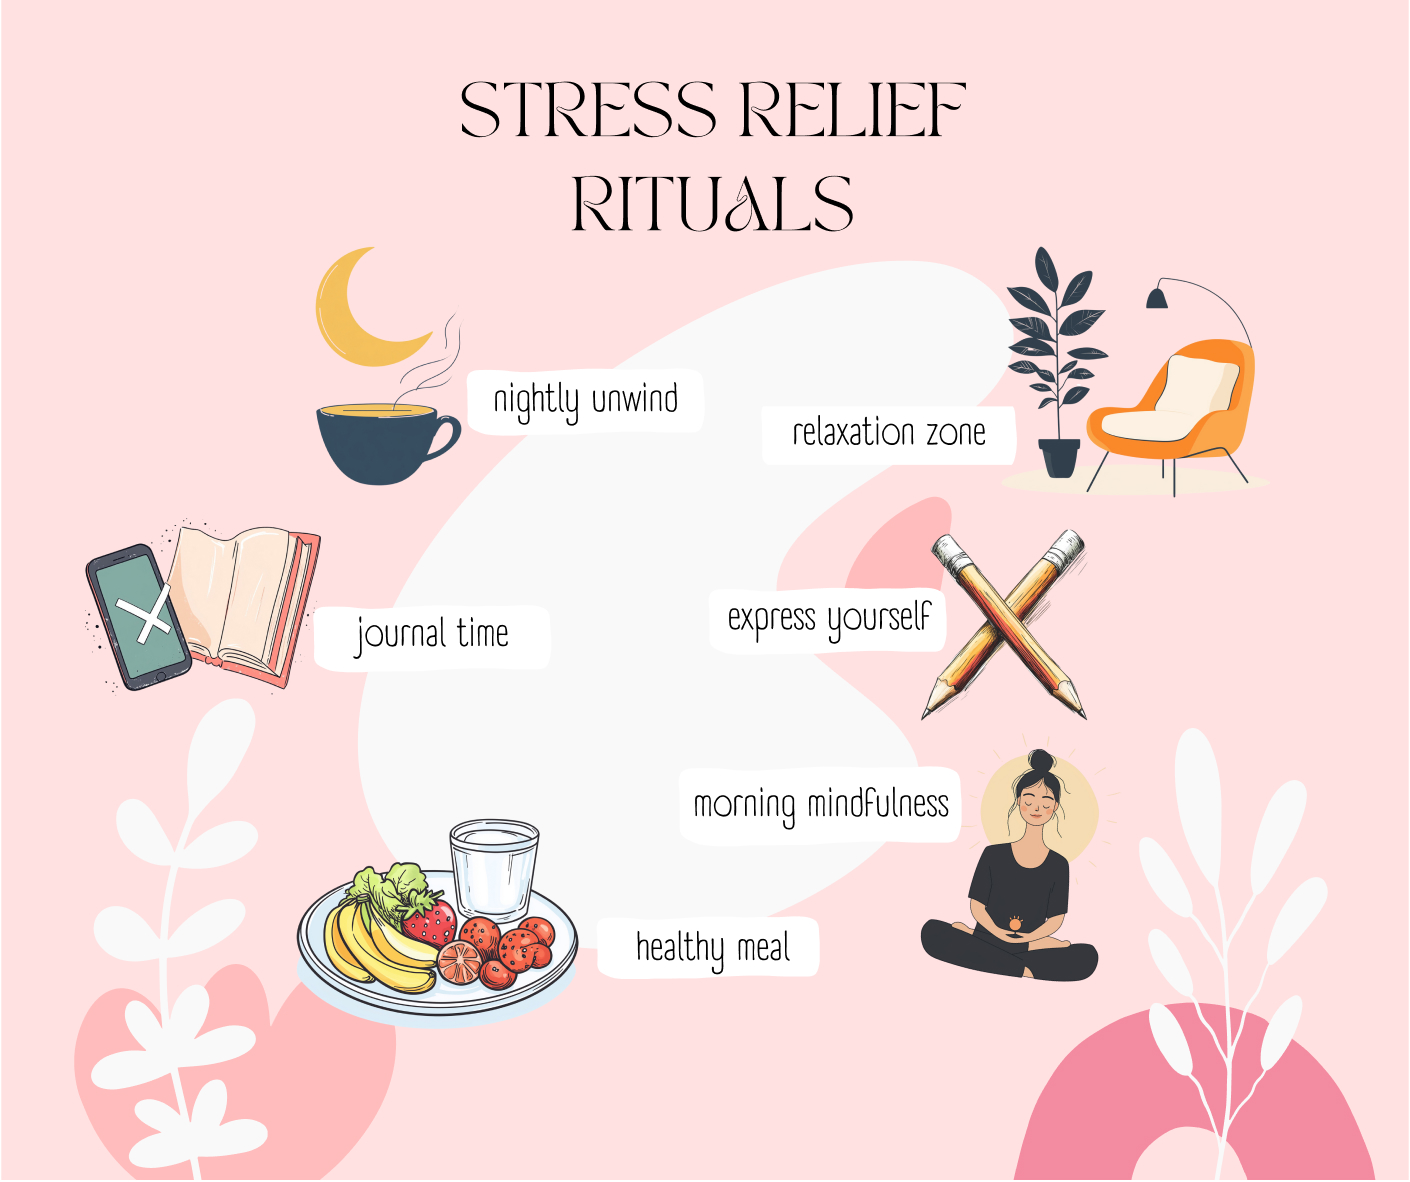 STRESS RELIEF
RITUALS
nightly unwind
relaxation zone
journal time
express yourself
morning mindfulness
healthy meal